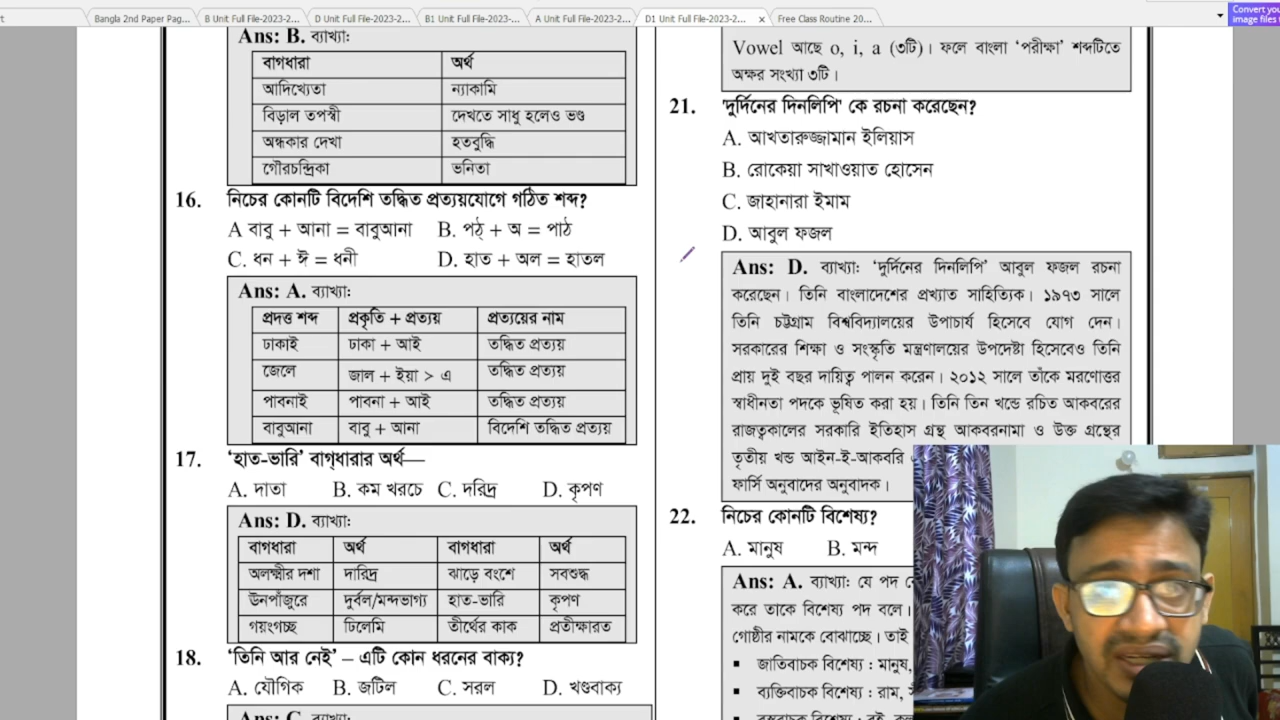 Bangla 2nd Paper Pag...
B Unit Full File-2023-2...
D Unit Full File-2023-2...
B1 Unit Full File-2023-...
A Unit Full File-2023-2...
D1 Unit Full File-2023-2... ×
Free Class Routine 20...
Convert you
image files t
Ans: B. ব্যাখ্যা:
বাগধারা অর্থ
আদিখ্যেতা ন্যাকামি
বিড়াল তপস্বী দেখতে সাধু হলেও ভণ্ড
অন্ধকার দেখা হতবুদ্ধি
গৌরচন্দ্রিকা ভনিতা
16. নিচের কোনটি বিদেশি তদ্ধিত প্রত্যয়যোগে গঠিত শব্দ?
A বাবু + আনা = বাবুআনা B. পঠ্ + অ = পাঠ
C. ধন + ঈ = ধনী D. হাত + অল = হাতল
Ans: A. ব্যাখ্যা:
প্রদত্ত শব্দ প্রকৃতি + প্রত্যয় প্রত্যয়ের নাম
ঢাকাই ঢাকা + আই তদ্ধিত প্রত্যয়
জেলে জাল + ইয়া > এ তদ্ধিত প্রত্যয়
পাবনাই পাবনা + আই তদ্ধিত প্রত্যয়
বাবুআনা বাবু + আনা বিদেশি তদ্ধিত প্রত্যয়
17. ‘হাত-ভারি’ বাগ্‌ধারার অর্থ—
A. দাতা B. কম খরচে C. দরিদ্র D. কৃপণ
Ans: D. ব্যাখ্যা:
বাগধারা অর্থ বাগধারা অর্থ
অলক্ষ্মীর দশা দারিদ্র ঝাড়ে বংশে সবশুদ্ধ
ঊনপাঁজুরে দুর্বল/মন্দভাগ্য হাত-ভারি কৃপণ
গয়ংগচ্ছ ঢিলেমি তীর্থের কাক প্রতীক্ষারত
18. ‘তিনি আর নেই’ – এটি কোন ধরনের বাক্য?
A. যৌগিক B. জটিল C. সরল D. খণ্ডবাক্য
Ans: C. ব্যাখ্যা:
Vowel আছে o, i, a (৩টি)। ফলে বাংলা ‘পরীক্ষা’ শব্দটিতে
অক্ষর সংখ্যা ৩টি।
21. 'দুর্দিনের দিনলিপি' কে রচনা করেছেন?
A. আখতারুজ্জামান ইলিয়াস
B. রোকেয়া সাখাওয়াত হোসেন
C. জাহানারা ইমাম
D. আবুল ফজল
Ans: D. ব্যাখ্যা: ‘দুর্দিনের দিনলিপি’ আবুল ফজল রচনা
করেছেন। তিনি বাংলাদেশের প্রখ্যাত সাহিত্যিক। ১৯৭৩ সালে
তিনি চট্টগ্রাম বিশ্ববিদ্যালয়ের উপাচার্য হিসেবে যোগ দেন।
সরকারের শিক্ষা ও সংস্কৃতি মন্ত্রণালয়ের উপদেষ্টা হিসেবেও তিনি
প্রায় দুই বছর দায়িত্ব পালন করেন। ২০১২ সালে তাঁকে মরণোত্তর
স্বাধীনতা পদকে ভূষিত করা হয়। তিনি তিন খন্ডে রচিত আকবরের
রাজত্বকালের সরকারি ইতিহাস গ্রন্থ আকবরনামা ও উক্ত গ্রন্থের
তৃতীয় খন্ড আইন-ই-আকবরি
ফার্সি অনুবাদের অনুবাদক।
22. নিচের কোনটি বিশেষ্য?
A. মানুষ B. মন্দ
Ans: A. ব্যাখ্যা: যে পদ
করে তাকে বিশেষ্য পদ বলে।
গোষ্ঠীর নামকে বোঝাচ্ছে। তাই
▪ জাতিবাচক বিশেষ্য : মানুষ,
▪ ব্যক্তিবাচক বিশেষ্য : রাম,